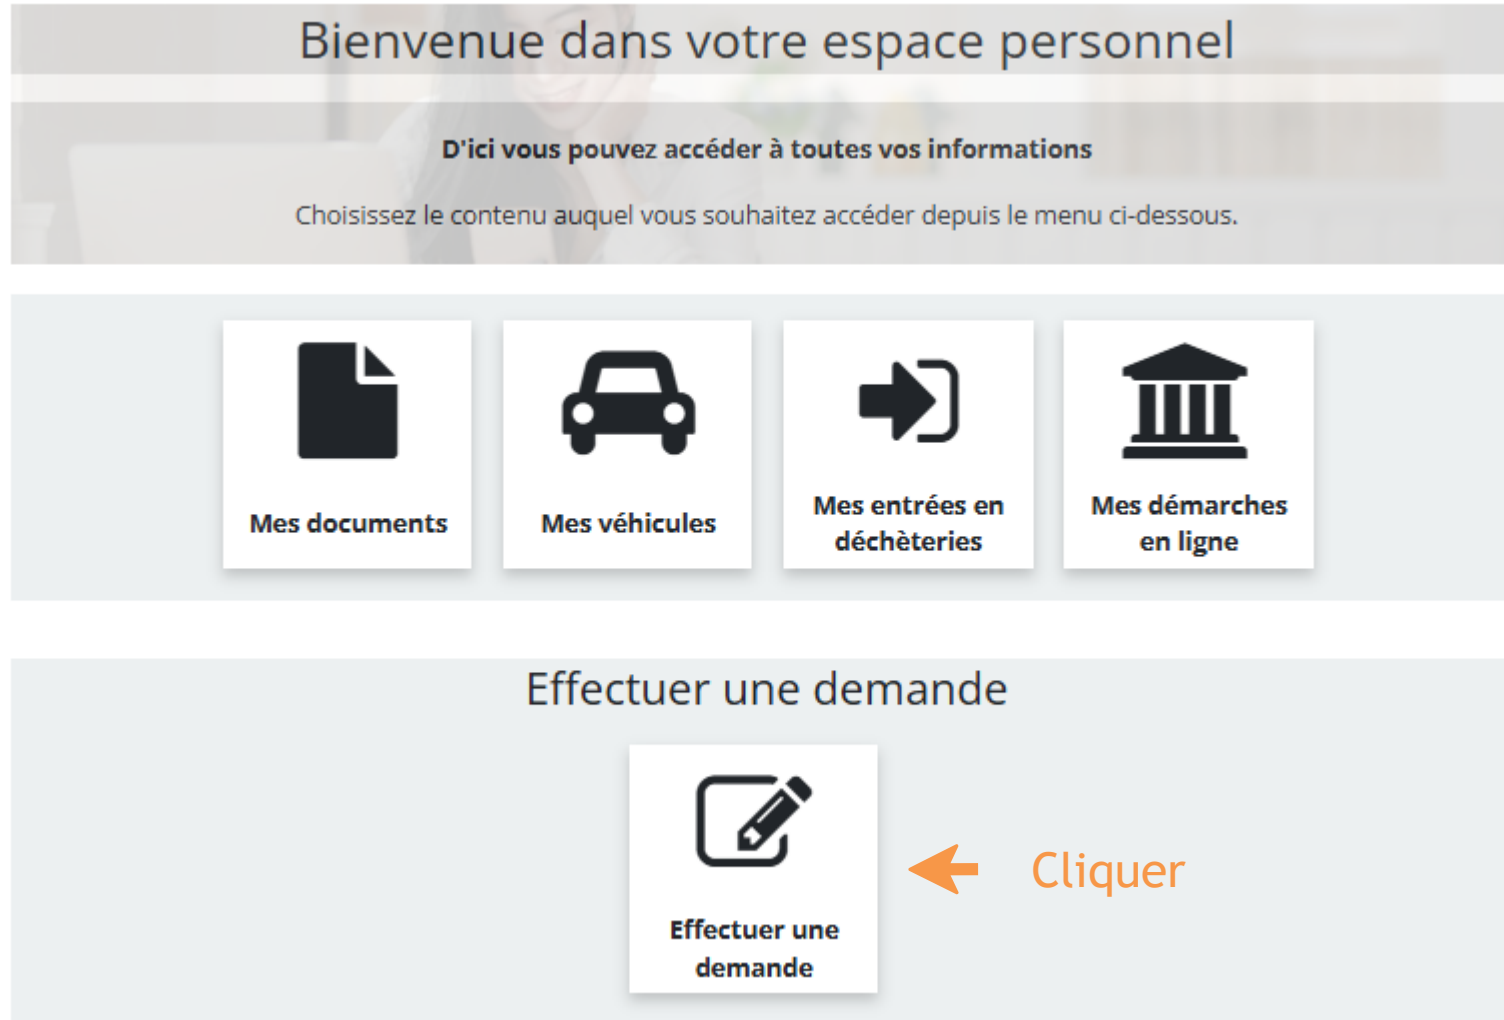 Bienvenue dans votre espace personnel
D'ici vous pouvez accéder à toutes vos informations
Choisissez le contenu auquel vous souhaitez accéder depuis le menu ci-dessous.
Mes documents
Mes véhicules
Mes entrées en
déchèteries
Mes démarches
en ligne
Effectuer une demande
Effectuer une
demande
Cliquer